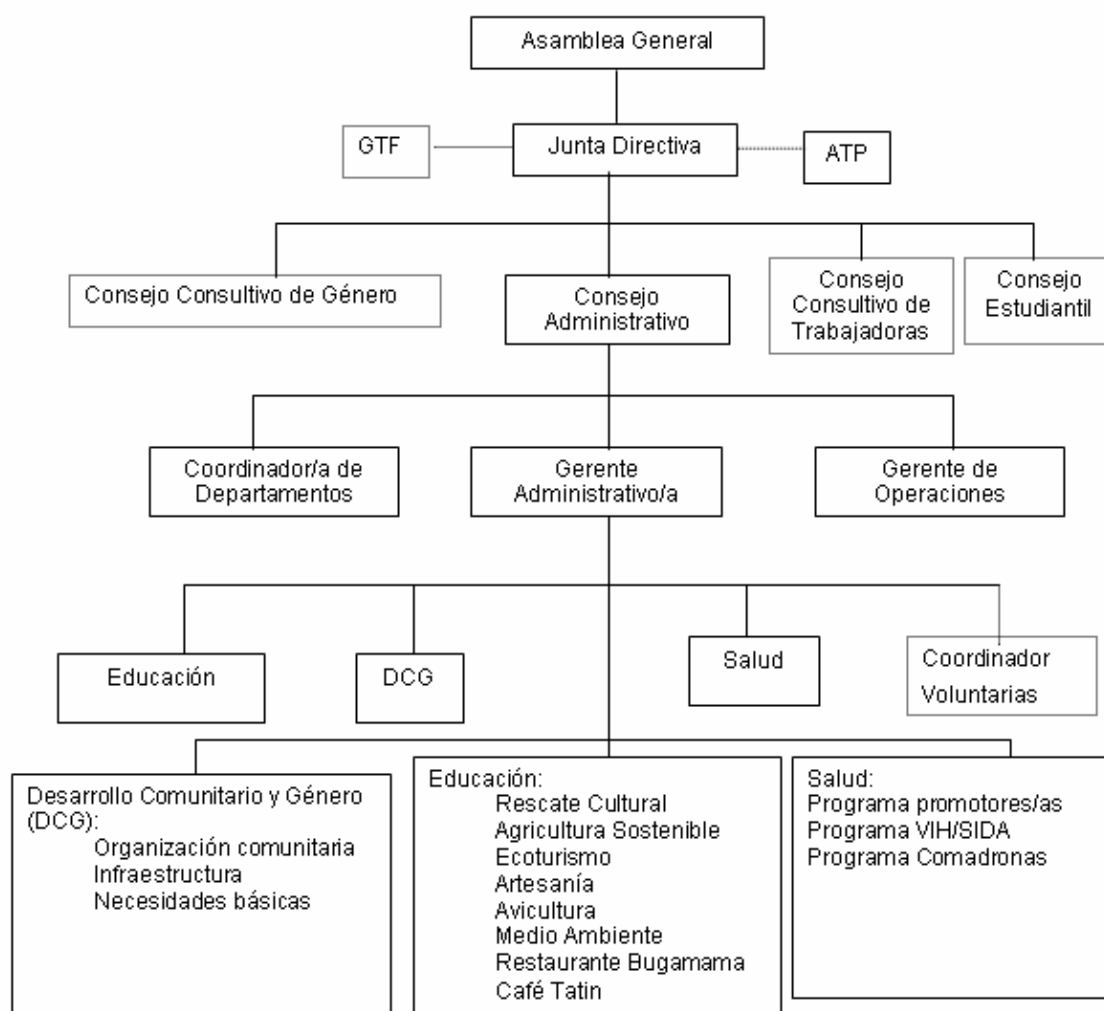 Asamblea General
GTF
Junta Directiva
ATP
Consejo Consultivo de Género
Consejo
Administrativo
Consejo
Consultivo de
Trabajadoras
Consejo
Estudiantil
Coordinador/a de
Departamentos
Gerente
Administrativo/a
Gerente de
Operaciones
Educación
DCG
Salud
Coordinador
Voluntarias
Desarrollo Comunitario y Género
(DCG):
Organización comunitaria
Infraestructura
Necesidades básicas
Educación:
Rescate Cultural
Agricultura Sostenible
Ecoturismo
Artesanía
Avicultura
Medio Ambiente
Restaurante Bugamama
Café Tatin
Salud:
Programa promotores/as
Programa VIH/SIDA
Programa Comadronas